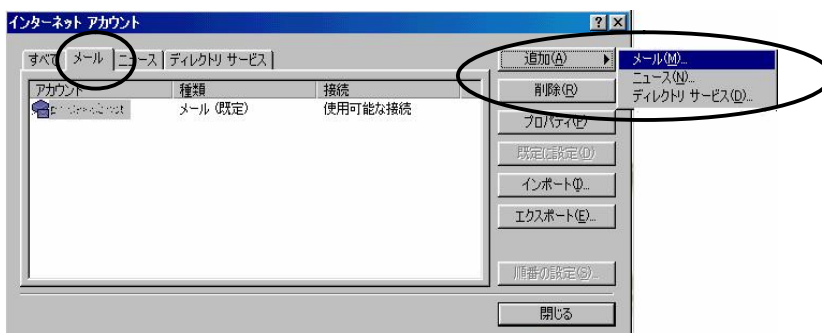 インターネット アカウント
すべて メール ニュース ディレクトリ サービス
アカウント 種類 接続
メール (既定) 使用可能な接続
追加(A)
削除(R)
プロパティ(P)
既定に設定(D)
インポート(I)...
エクスポート(E)...
順番の設定(S)...
閉じる
メール(M)...
ニュース(N)...
ディレクトリ サービス(D)...